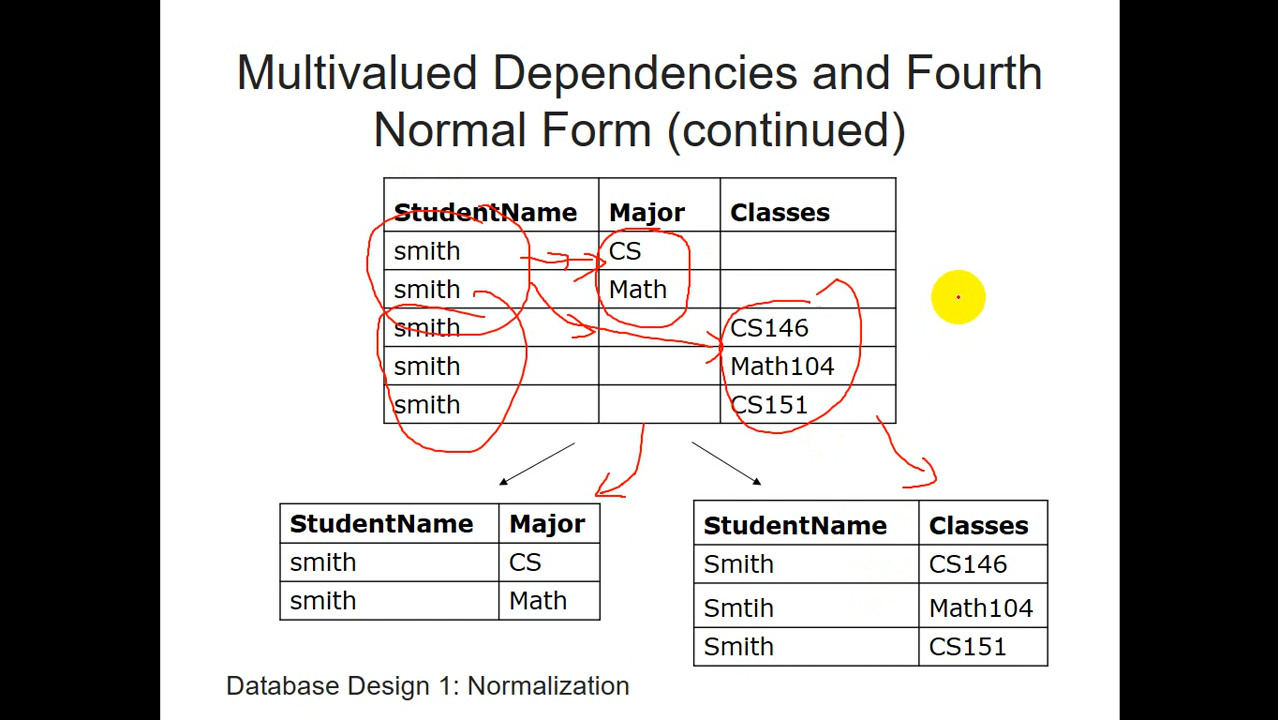 Multivalued Dependencies and Fourth
Normal Form (continued)
StudentName Major Classes
smith CS
smith Math
smith CS146
smith Math104
smith CS151
StudentName Major
smith CS
smith Math
StudentName Classes
Smith CS146
Smtih Math104
Smith CS151
Database Design 1: Normalization